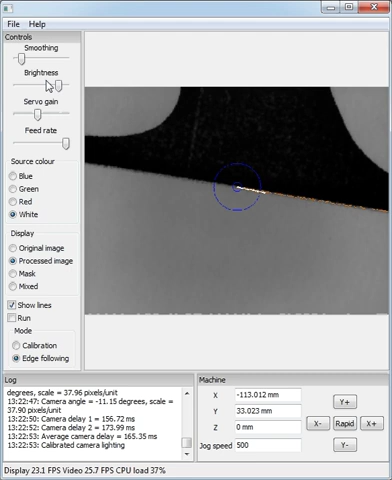 File Help
Controls
Smoothing
Brightness
Servo gain
Feed rate
Source colour
Blue
Green
Red
White
Display
Original image
Processed image
Mask
Mixed
Show lines
Run
Mode
Calibration
Edge following
Log
degrees, scale = 37.96 pixels/unit
13:22:47: Camera angle = -11.15 degrees, scale =
37.90 pixels/unit
13:22:50: Camera delay 1 = 156.72 ms
13:22:52: Camera delay 2 = 173.99 ms
13:22:53: Average camera delay = 165.35 ms
13:22:53: Calibrated camera lighting
Machine
X -113.012 mm
Y 33.023 mm
Z 0 mm
Jog speed 500
Y+
X- Rapid X+
Y-
Display 23.1 FPS Video 25.7 FPS CPU load 37%